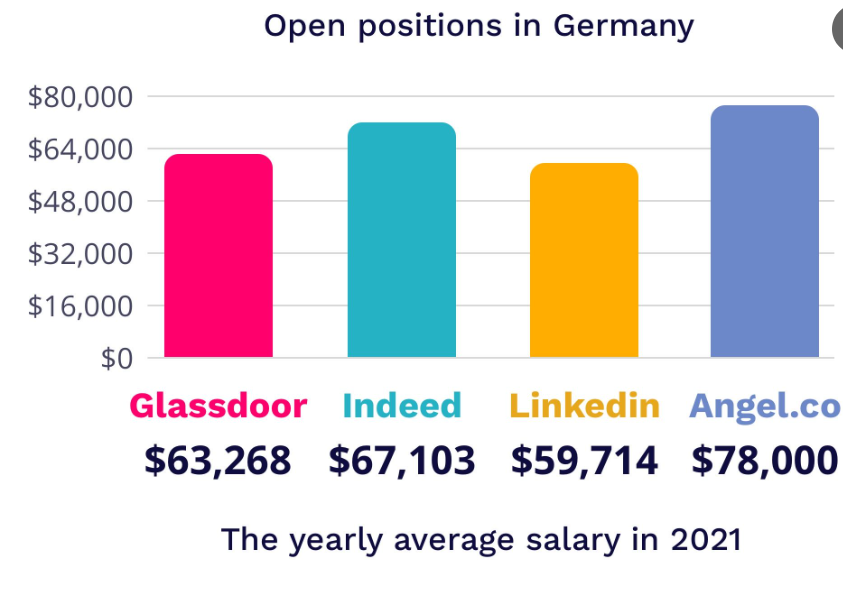 Open positions in Germany
$80,000
$64,000
$48,000
$32,000
$16,000
$0
Glassdoor Indeed Linkedin Angel.co
$63,268 $67,103 $59,714 $78,000
The yearly average salary in 2021